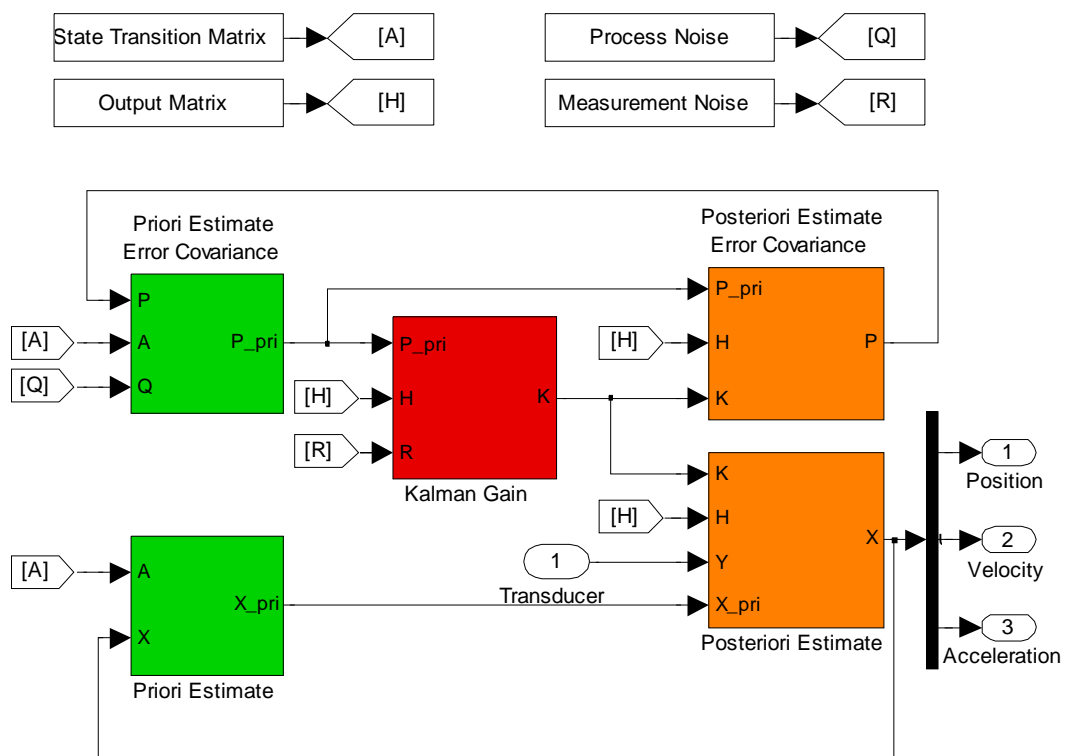 State Transition Matrix
[A]
Process Noise
[Q]
Output Matrix
[H]
Measurement Noise
[R]
Priori Estimate
Error Covariance
P
A
Q
P_pri
[A]
[Q]
Posteriori Estimate
Error Covariance
P_pri
H
K
P
[H]
P_pri
H
R
K
[H]
[R]
Kalman Gain
K
H
Y
X_pri
X
[H]
1
Transducer
Posteriori Estimate
[A]
A
X
X_pri
Priori Estimate
1
Position
2
Velocity
3
Acceleration